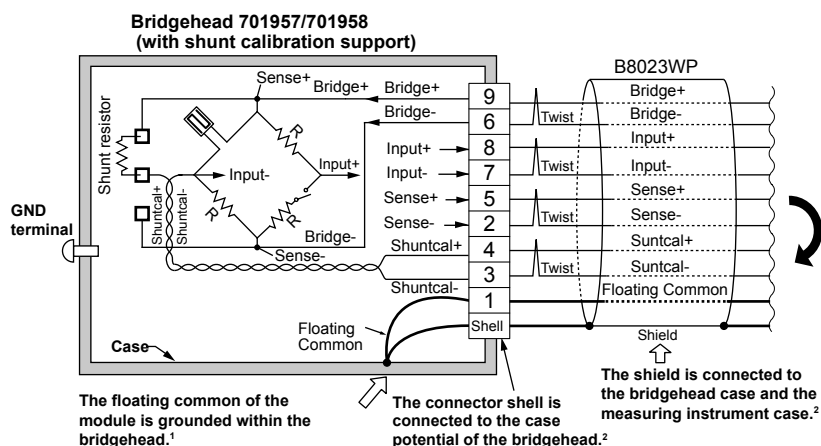 Bridgehead 701957/701958
(with shunt calibration support)
B8023WP
Sense+
Bridge+
Bridge+
9
Bridge+
Bridge-
6
Twist
Bridge-
Shunt resistor
R
Input+
8
Input+
Input+
Input-
Input-
7
Twist
Input-
Shuntcal+
Shuntcal-
R
R
Sense+
5
Sense+
Sense-
2
Twist
Sense-
GND
terminal
Bridge-
Sense-
Shuntcal+
4
Suntcal+
3
Twist
Suntcal-
Shuntcal-
1
Floating Common
Floating
Common
Shell
Shield
Case
The floating common of the
module is grounded within the
bridgehead.1
The connector shell is
connected to the case
potential of the bridgehead.2
The shield is connected to
the bridgehead case and the
measuring instrument case.2